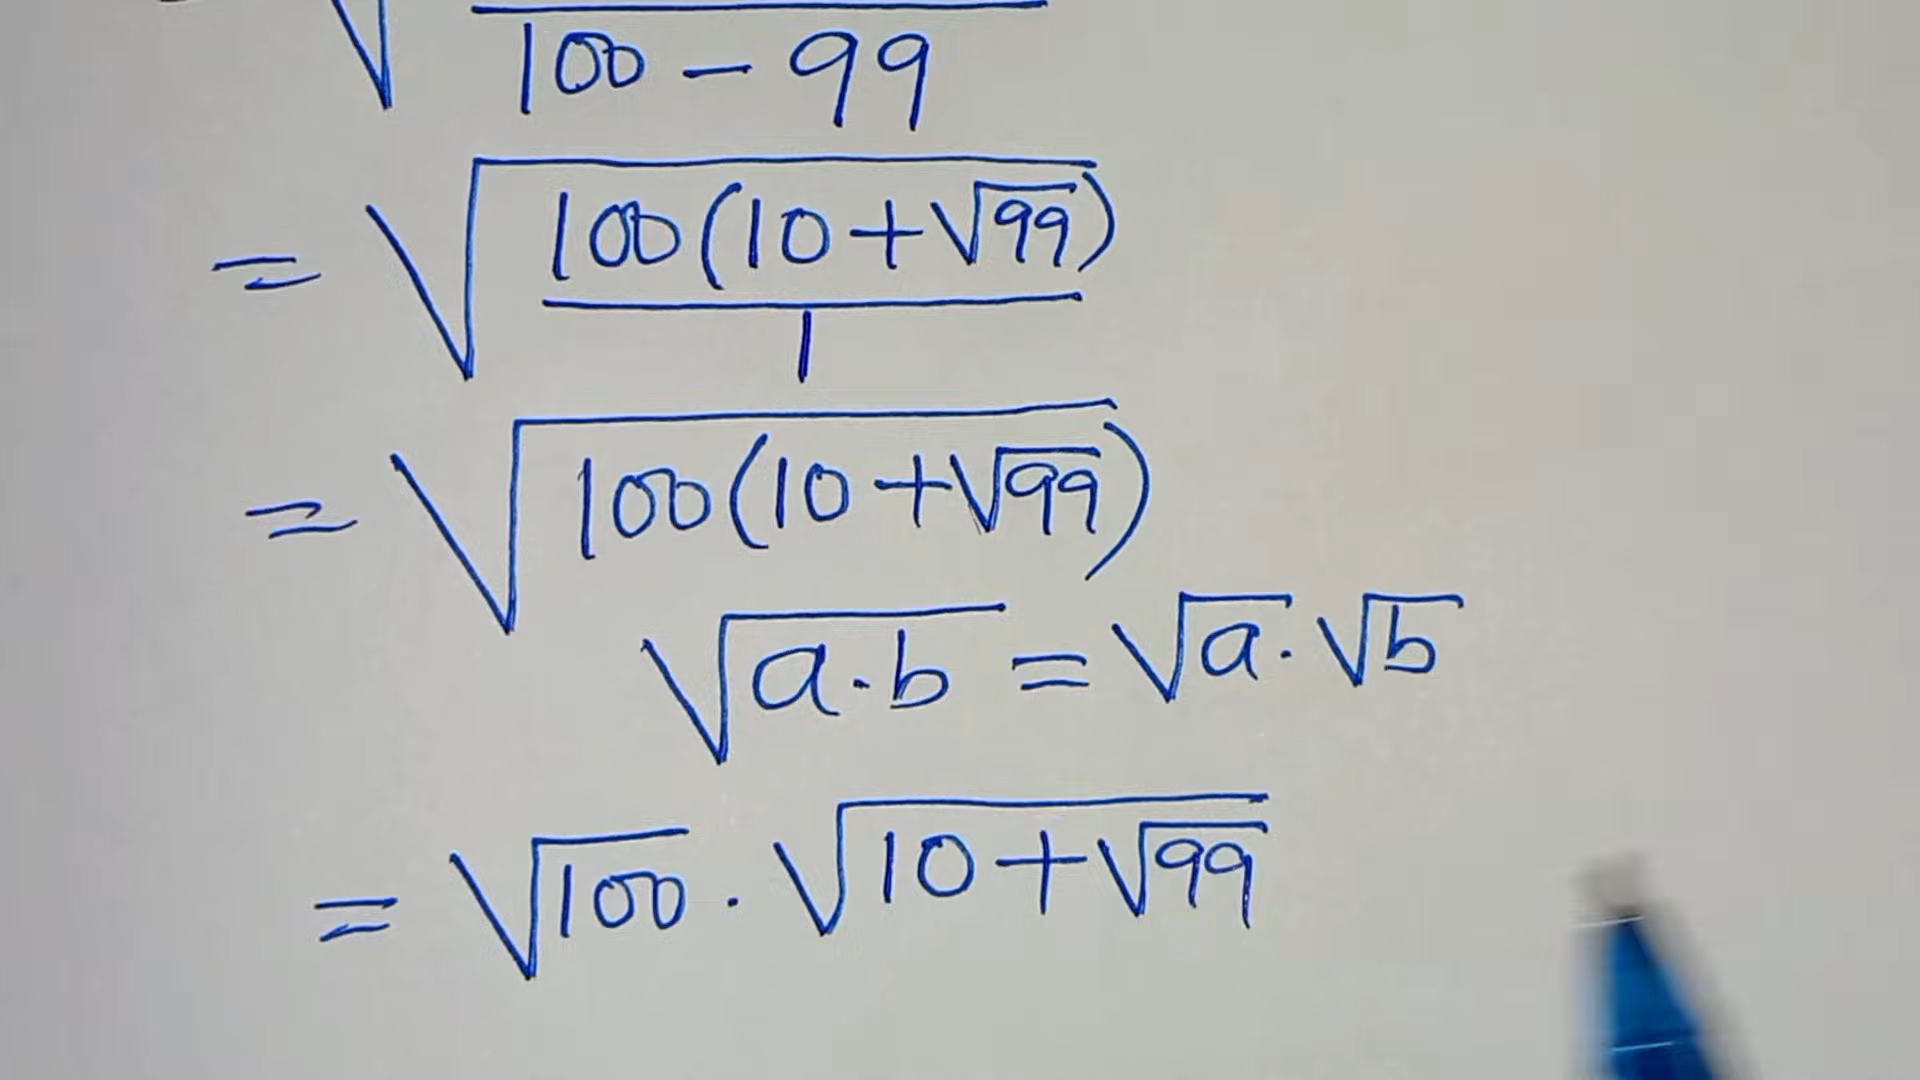 √ 100 - 99
= √ 100(10+√99) / 1
= √ 100(10+√99)
√a·b = √a·√b
= √100 · √10+√99